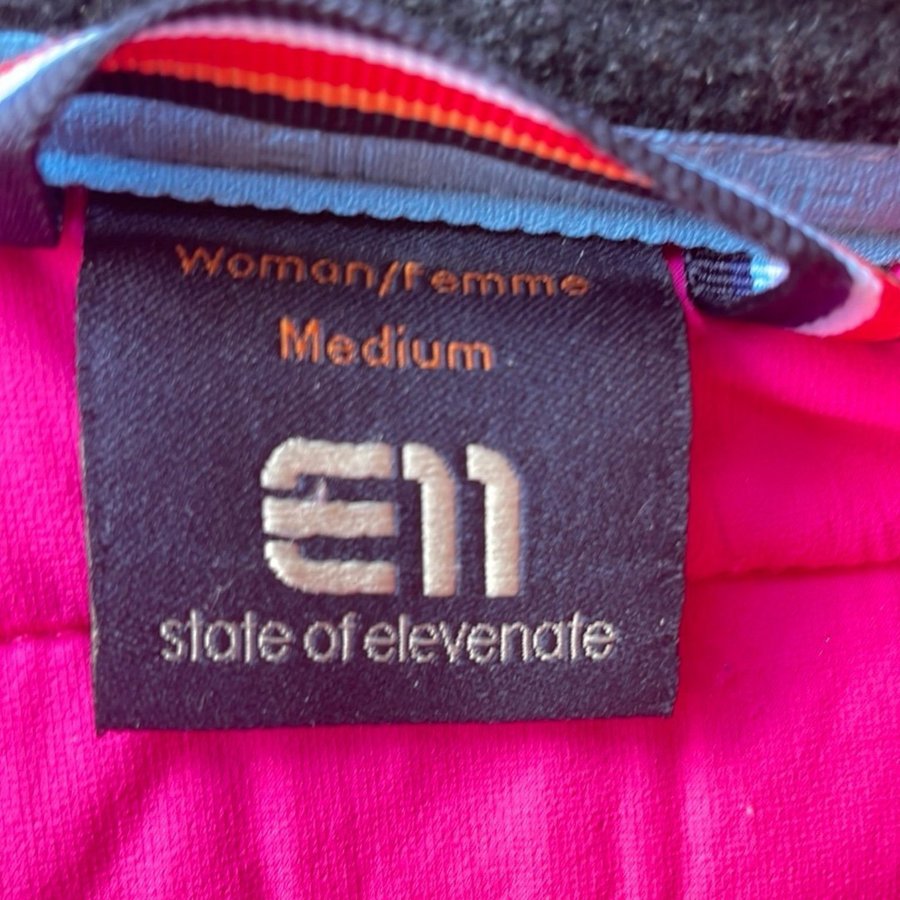 Woman/Femme
Medium
E11
state of elevenate